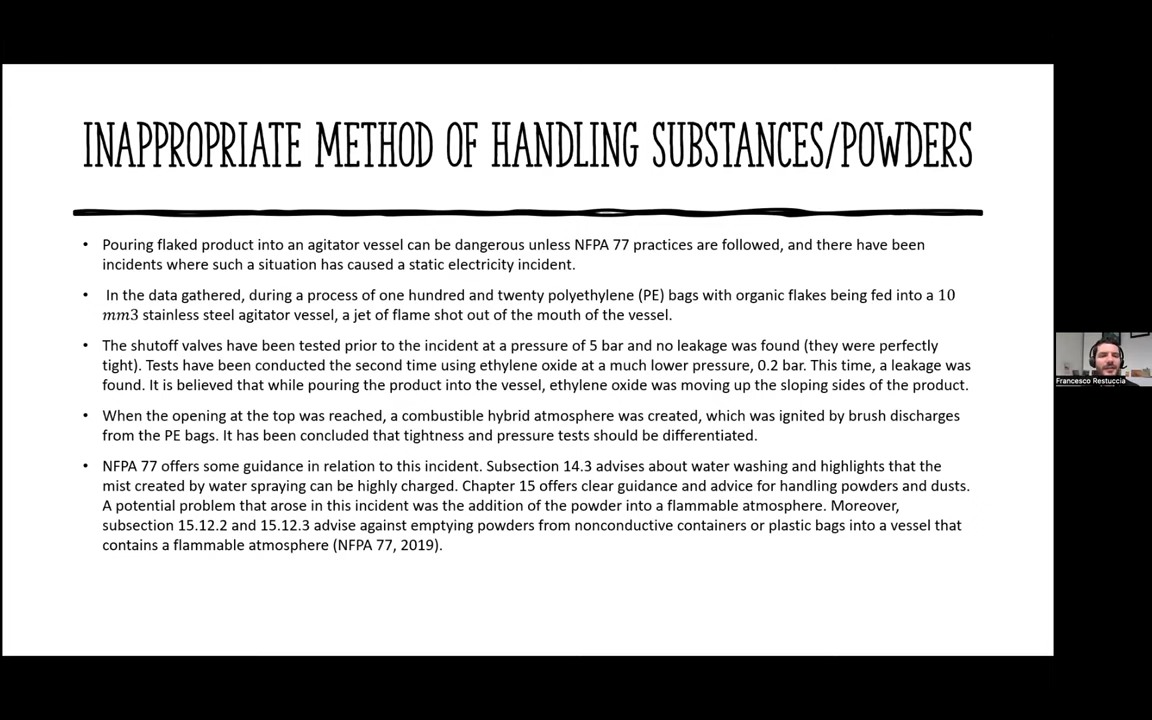 INAPPROPRIATE METHOD OF HANDLING SUBSTANCES/POWDERS
• Pouring flaked product into an agitator vessel can be dangerous unless NFPA 77 practices are followed, and there have been
incidents where such a situation has caused a static electricity incident.
• In the data gathered, during a process of one hundred and twenty polyethylene (PE) bags with organic flakes being fed into a 10
mm3 stainless steel agitator vessel, a jet of flame shot out of the mouth of the vessel.
• The shutoff valves have been tested prior to the incident at a pressure of 5 bar and no leakage was found (they were perfectly
tight). Tests have been conducted the second time using ethylene oxide at a much lower pressure, 0.2 bar. This time, a leakage was
found. It is believed that while pouring the product into the vessel, ethylene oxide was moving up the sloping sides of the product.
• When the opening at the top was reached, a combustible hybrid atmosphere was created, which was ignited by brush discharges
from the PE bags. It has been concluded that tightness and pressure tests should be differentiated.
• NFPA 77 offers some guidance in relation to this incident. Subsection 14.3 advises about water washing and highlights that the
mist created by water spraying can be highly charged. Chapter 15 offers clear guidance and advice for handling powders and dusts.
A potential problem that arose in this incident was the addition of the powder into a flammable atmosphere. Moreover,
subsection 15.12.2 and 15.12.3 advise against emptying powders from nonconductive containers or plastic bags into a vessel that
contains a flammable atmosphere (NFPA 77, 2019).
Francesco Restuccia